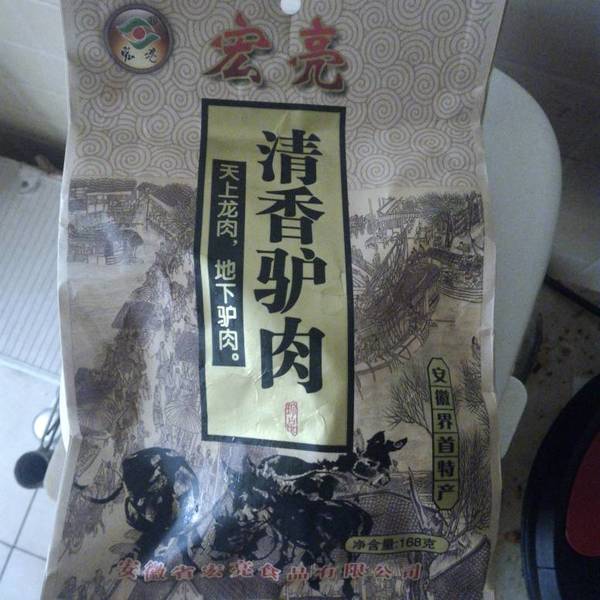 宏亮
宏亮
清香驴肉
天上龙肉，地下驴肉。
安徽界首特产
净含量:168克
安徽省宏亮食品有限公司